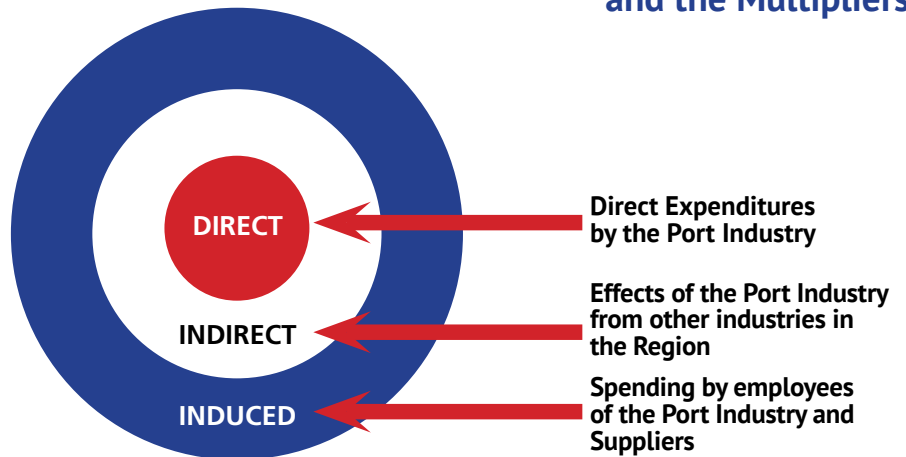 and the Multipliers
DIRECT
Direct Expenditures
by the Port Industry
INDIRECT
Effects of the Port Industry
from other industries in
the Region
INDUCED
Spending by employees
of the Port Industry and
Suppliers